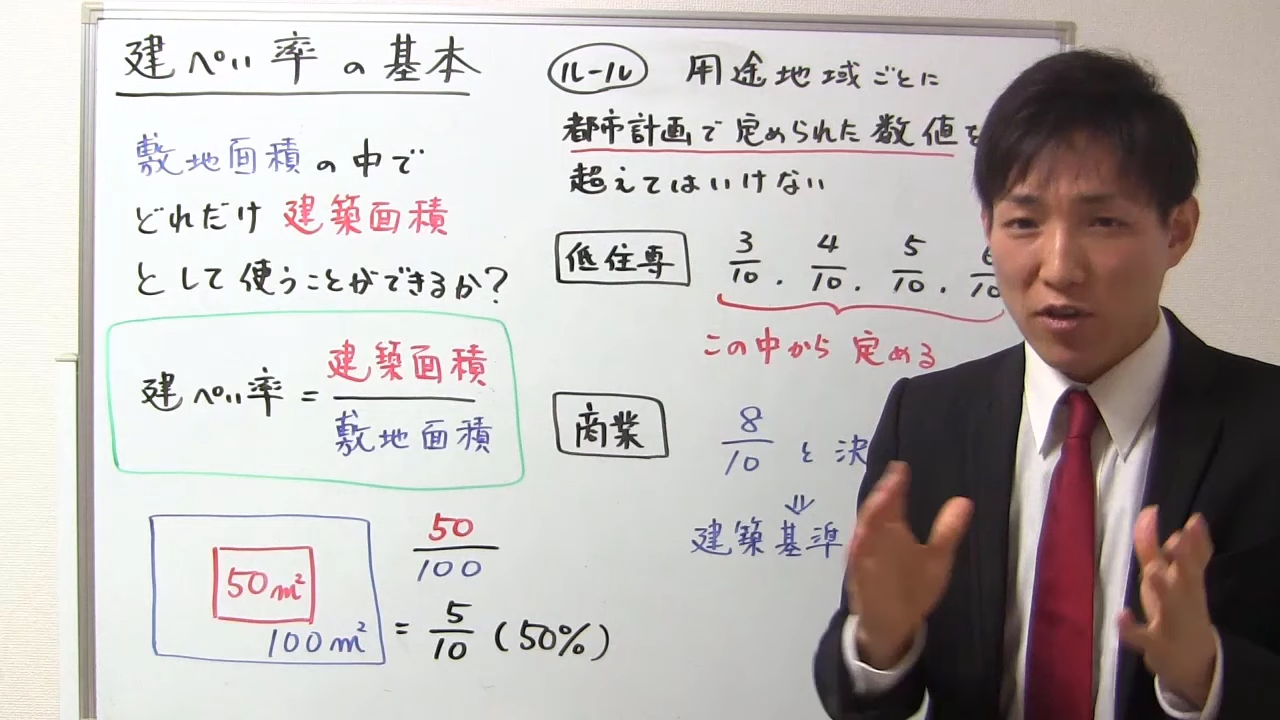 建ぺい率の基本
敷地面積の中で
どれだけ建築面積
として使うことができるか?
建ぺい率 = 建築面積
敷地面積
50m²
100m²
50
100
= 5/10 (50%)
ルール 用途地域ごとに
都市計画で定められた数値を
超えてはいけない
低住専 3/10. 4/10. 5/10. 6/10
この中から定める
商業 8/10 と決
⇓
建築基準